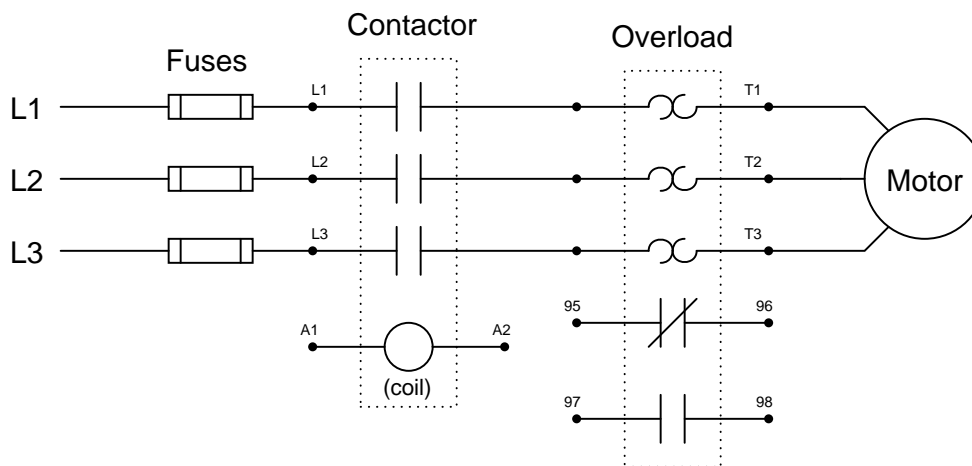 Contactor
Overload
Fuses
L1
L1
T1
L2
L2
T2
Motor
L3
L3
T3
95
96
A1
A2
(coil)
97
98